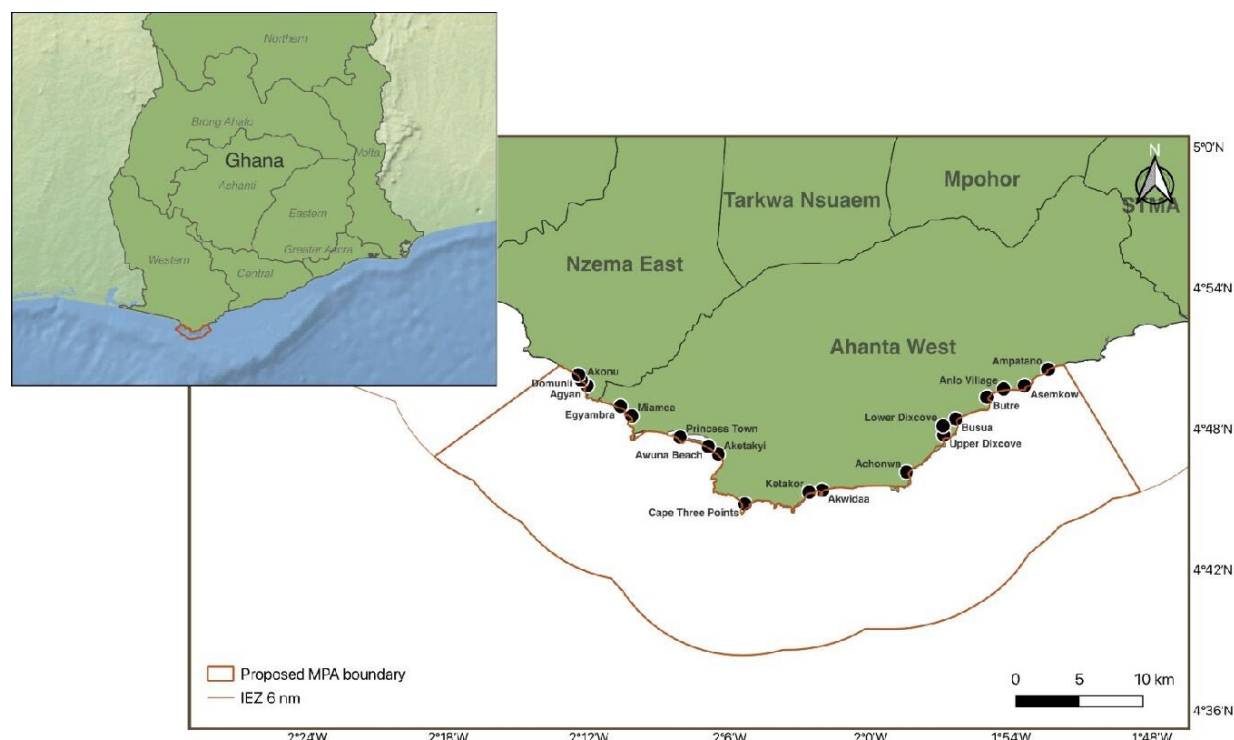 Northern
Brong Ahafo
Volta
Ghana
Ashanti
Eastern
Greater Accra
Western
Central
5°0'N
N
Mpohor
Tarkwa Nsuaem
STMA
Nzema East
4°54'N
Ahanta West
Ampatano
Akonu
Domunli
Anlo Village
Asemkow
Agyan
Butre
Miamca
Egyambra
Lower Dixcove
Busua
Princess Town
4°48'N
Upper Dixcove
Awuna Beach
Aketakyi
Achonwa
Ketakor
Akwidaa
Cape Three Points
4°42'N
Proposed MPA boundary
IEZ 6 nm
0 5 10 km
4°36'N
2°24'W 2°18'W 2°12'W 2°6'W 2°0'W 1°54'W 1°48'W